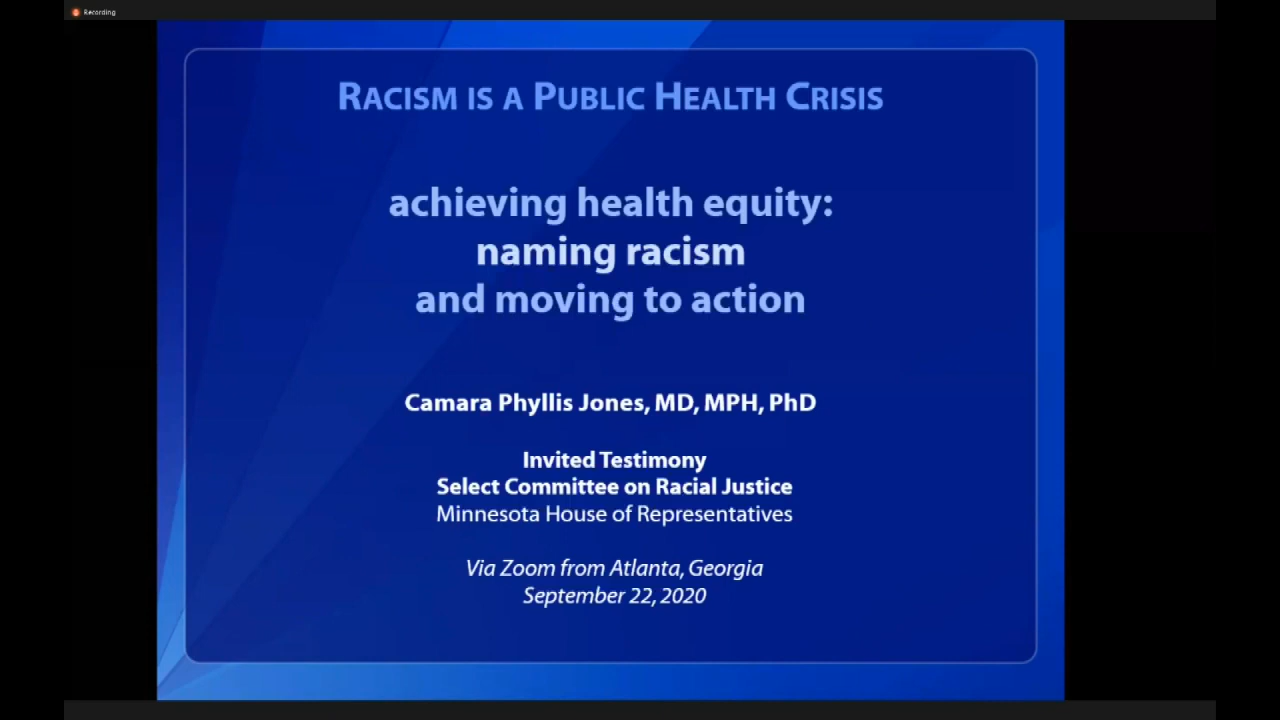 Recording
RACISM IS A PUBLIC HEALTH CRISIS
achieving health equity:
naming racism
and moving to action
Camara Phyllis Jones, MD, MPH, PhD
Invited Testimony
Select Committee on Racial Justice
Minnesota House of Representatives
Via Zoom from Atlanta, Georgia
September 22, 2020